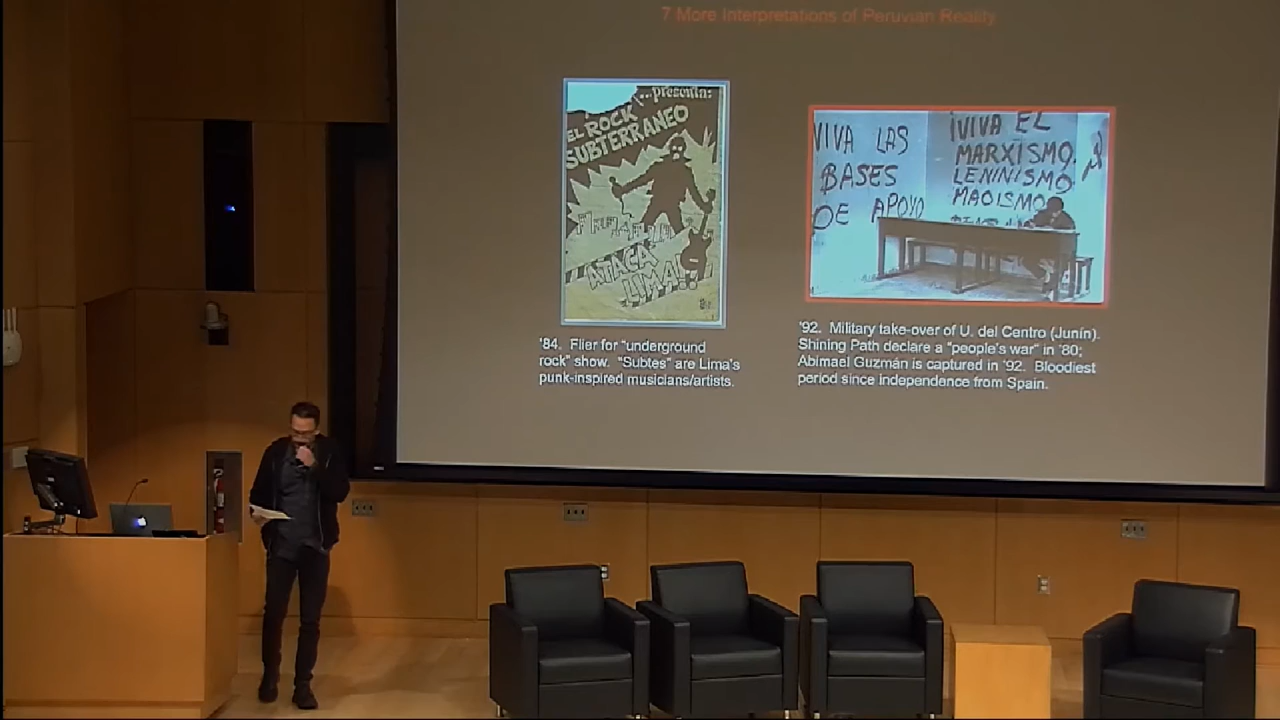 7 More Interpretations of Peruvian Reality
...presenta:
EL ROCK
SUBTERRANEO
ATACA
LIMA!!
'84. Flier for "underground
rock" show. "Subtes" are Lima's
punk-inspired musicians/artists.
VIVA LAS
BASES
DE APOYO
¡VIVA EL
MARXISMO
LENINISMO
MAOISMO
'92. Military take-over of U. del Centro (Junín).
Shining Path declare a "people's war" in '80;
Abimael Guzmán is captured in '92. Bloodiest
period since independence from Spain.